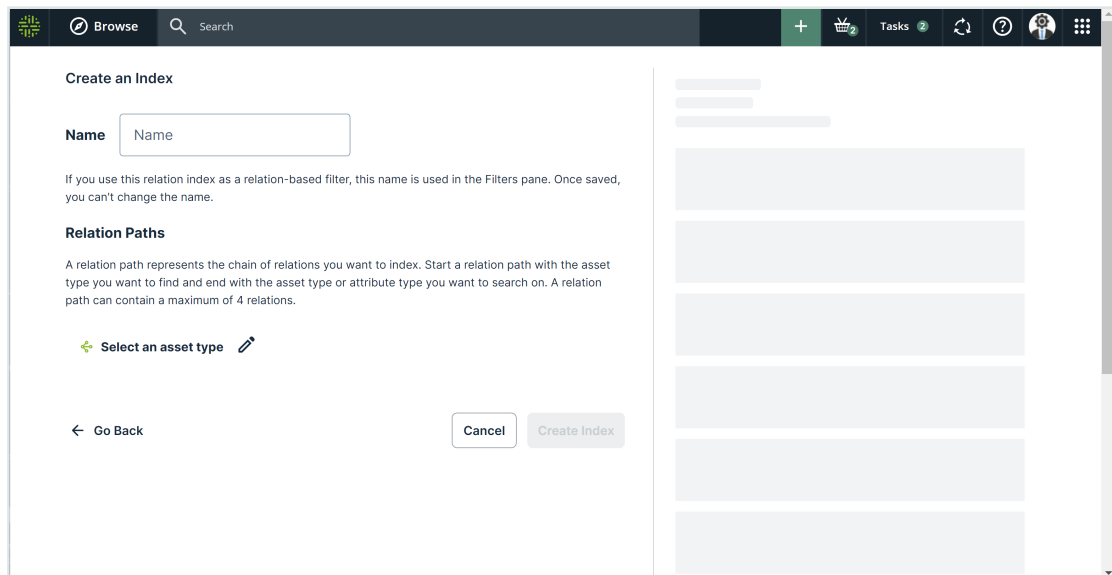 Browse
Search
+
2
Tasks 2
?
Create an Index
Name
Name
If you use this relation index as a relation-based filter, this name is used in the Filters pane. Once saved,
you can't change the name.
Relation Paths
A relation path represents the chain of relations you want to index. Start a relation path with the asset
type you want to find and end with the asset type or attribute type you want to search on. A relation
path can contain a maximum of 4 relations.
Select an asset type
Go Back
Cancel
Create Index